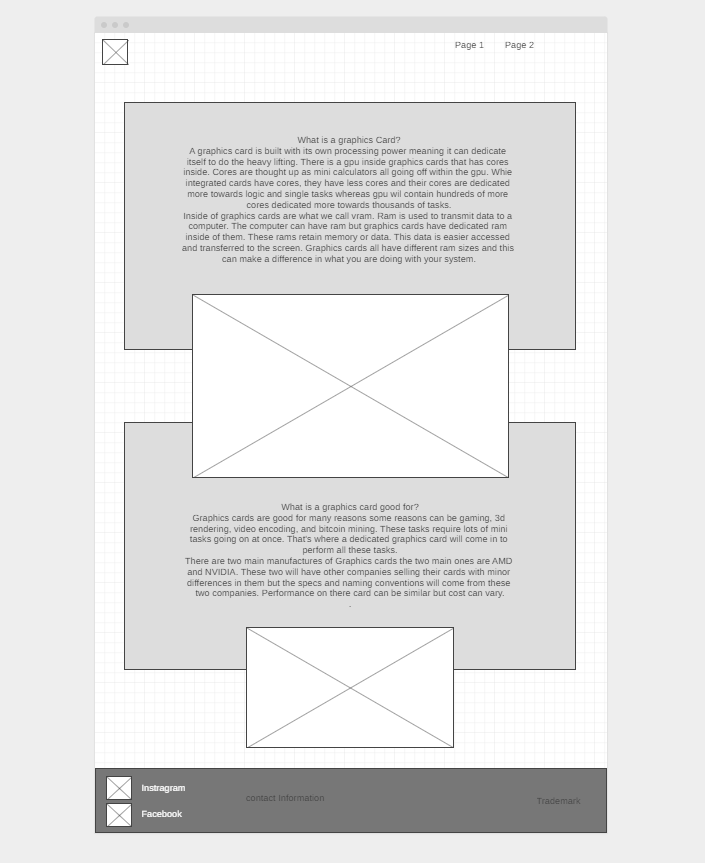 Page 1
Page 2
What is a graphics Card?
A graphics card is built with its own processing power meaning it can dedicate
itself to do the heavy lifting. There is a gpu inside graphics cards that has cores
inside. Cores are thought up as mini calculators all going off within the gpu. Whie
integrated cards have cores, they have less cores and their cores are dedicated
more towards logic and single tasks whereas gpu wil contain hundreds of more
cores dedicated more towards thousands of tasks.
Inside of graphics cards are what we call vram. Ram is used to transmit data to a
computer. The computer can have ram but graphics cards have dedicated ram
inside of them. These rams retain memory or data. This data is easier accessed
and transferred to the screen. Graphics cards all have different ram sizes and this
can make a difference in what you are doing with your system.
What is a graphics card good for?
Graphics cards are good for many reasons some reasons can be gaming, 3d
rendering, video encoding, and bitcoin mining. These tasks require lots of mini
tasks going on at once. That's where a dedicated graphics card will come in to
perform all these tasks.
There are two main manufactures of Graphics cards the two main ones are AMD
and NVIDIA. These two will have other companies selling their cards with minor
differences in them but the specs and naming conventions will come from these
two companies. Performance on there card can be similar but cost can vary.
.
Instragram
Facebook
contact Information
Trademark